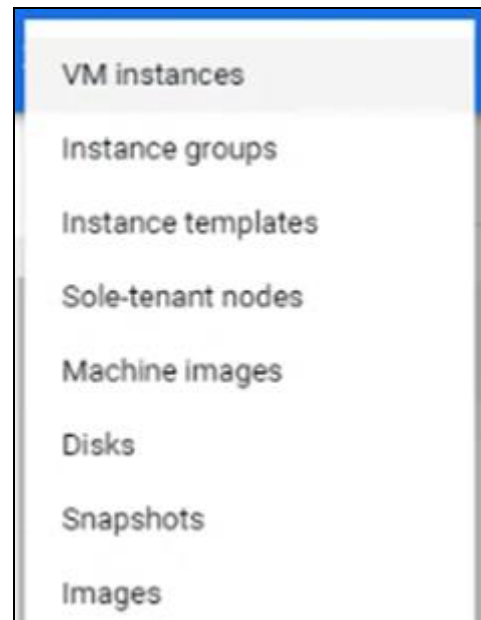 VM instances
Instance groups
Instance templates
Sole-tenant nodes
Machine images
Disks
Snapshots
Images